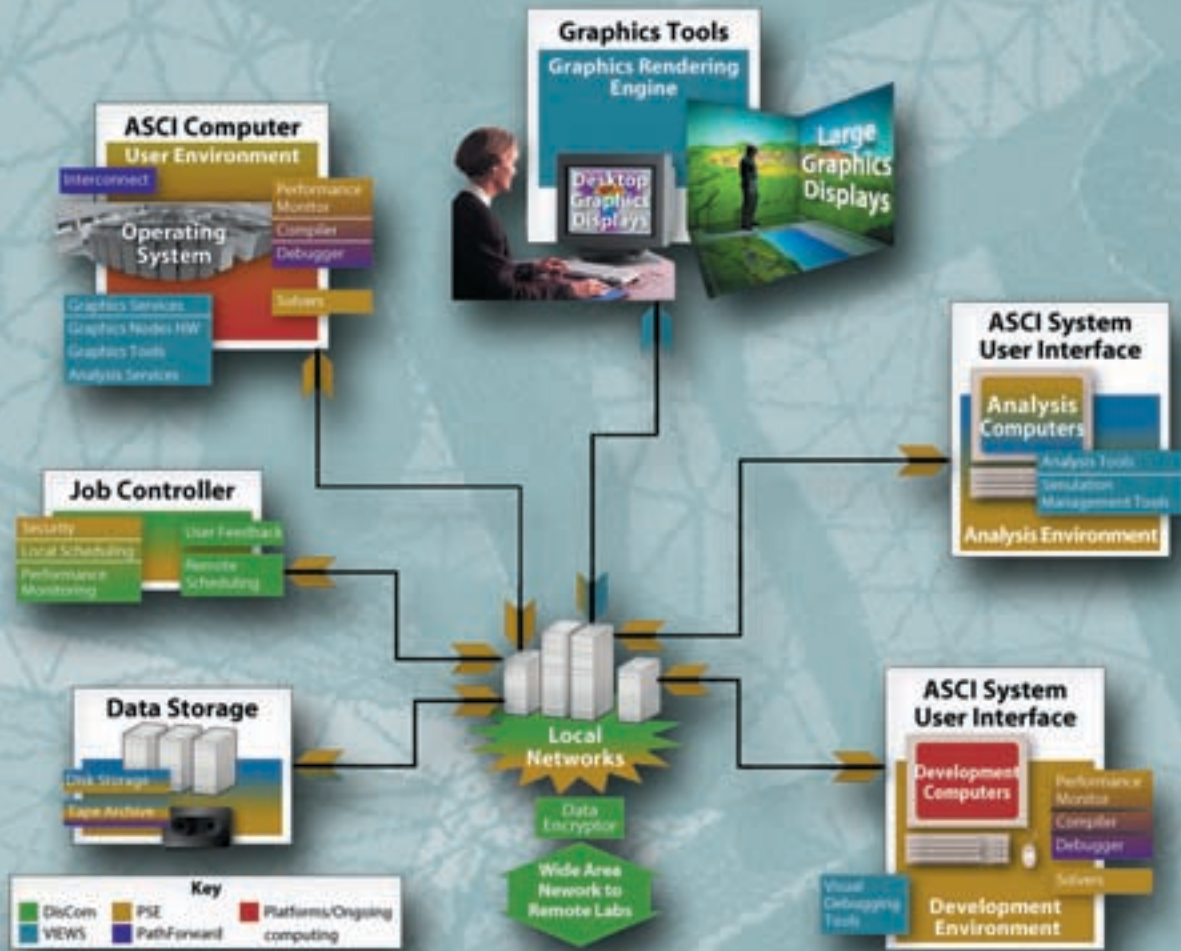 Graphics Tools
Graphics Rendering
Engine
Desktop
Graphics
Displays
Large
Graphics
Displays
ASCI Computer
User Environment
Interconnect
Operating
System
Performance
Monitor
Compiler
Debugger
Solvers
Graphics Services
Graphics Nodes HW
Graphics Tools
Analysis Services
ASCI System
User Interface
Analysis
Computers
Analysis Tools
Simulation
Management Tools
Analysis Environment
Job Controller
Security
Local Scheduling
Performance
Monitoring
User Feedback
Remote
Scheduling
Data Storage
Disk Storage
Tape Archive
Local
Networks
Data
Encryptor
Wide Area
Nework to
Remote Labs
ASCI System
User Interface
Development
Computers
Performance
Monitor
Compiler
Debugger
Solvers
Visual
Debugging
Tools
Development
Environment
Key
DisCom
PSE
Platforms/Ongoing
computing
VIEWS
PathForward